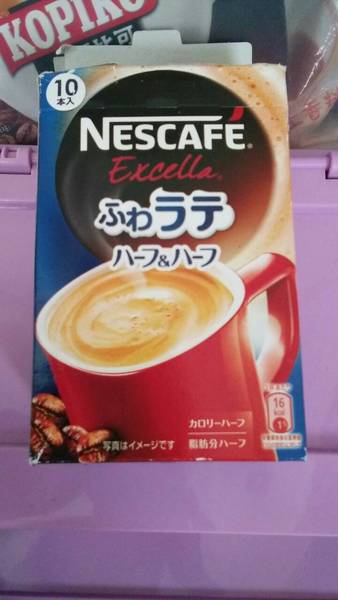 KOPIKO
10
本入
NESCAFÉ
Excella
ふわラテ
ハーフ&ハーフ
カロリーハーフ
脂肪分ハーフ
写真はイメージです
16
kcal
1%